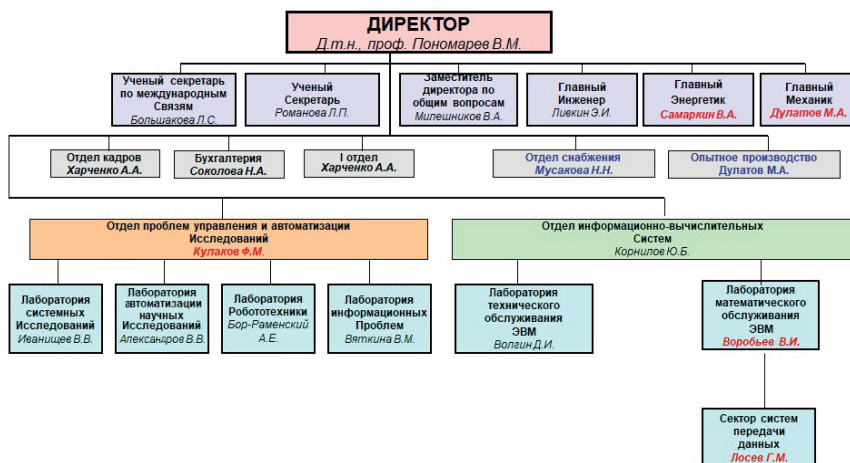 ДИРЕКТОР
Д.т.н., проф. Пономарев В.М.
Ученый секретарь
по международным
Связям
Большакова Л.С.
Ученый
Секретарь
Романова Л.П.
Заместитель
директора по
общим вопросам
Милешников В.А.
Главный
Инженер
Ливкин Э.И.
Главный
Энергетик
Самаркин В.А.
Главный
Механик
Дулатов М.А.
Отдел кадров
Харченко А.А.
Бухгалтерия
Соколова Н.А.
I отдел
Харченко А.А.
Отдел снабжения
Мусакова Н.Н.
Опытное производство
Дулатов М.А.
Отдел проблем управления и автоматизации
Исследований
Кулаков Ф.М.
Отдел информационно-вычислительных
Систем
Корнилов Ю.Б.
Лаборатория
системных
Исследований
Иванищев В.В.
Лаборатория
автоматизации
научных
Исследований
Александров В.В.
Лаборатория
Робототехники
Бор-Раменский
А.Е.
Лаборатория
информационных
Проблем
Вяткина В.М.
Лаборатория
технического
обслуживания
ЭВМ
Волгин Д.И.
Лаборатория
математического
обслуживания
ЭВМ
Воробьев В.И.
Сектор систем
передачи
данных
Лосев Г.М.